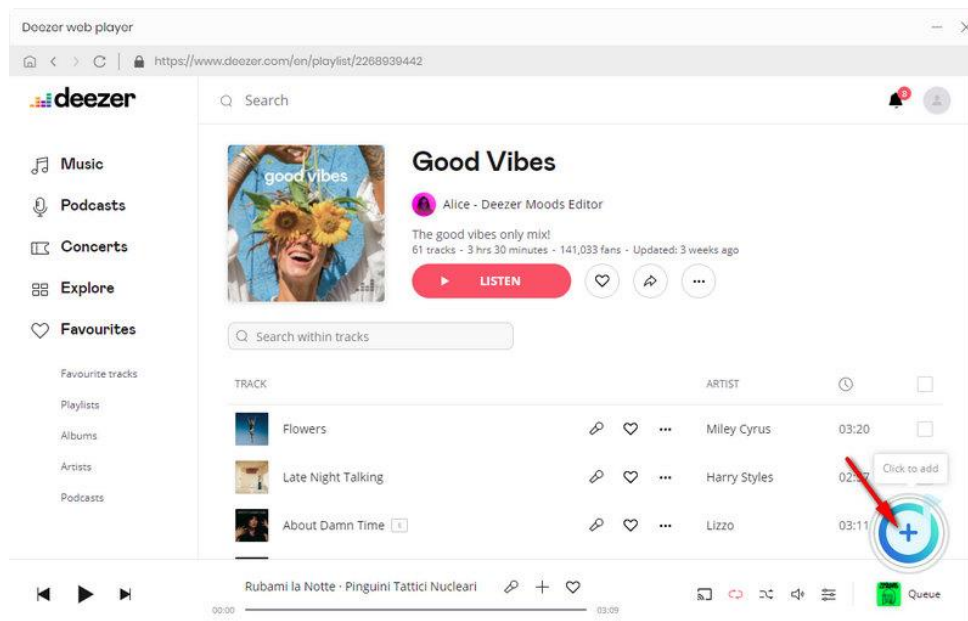 Deezer web player
https://www.deezer.com/en/playlist/2268939442
deezer
Search
8
Music
Podcasts
Concerts
Explore
Favourites
Favourite tracks
Playlists
Albums
Artists
Podcasts
good vibes
Good Vibes
Alice - Deezer Moods Editor
The good vibes only mix!
61 tracks - 3 hrs 30 minutes - 141,033 fans - Updated: 3 weeks ago
LISTEN
Search within tracks
TRACK ARTIST
Flowers Miley Cyrus 03:20
Late Night Talking Harry Styles
Click to add
About Damn Time E Lizzo 03:11
Rubami la Notte · Pinguini Tattici Nucleari
00:00 03:09
Queue